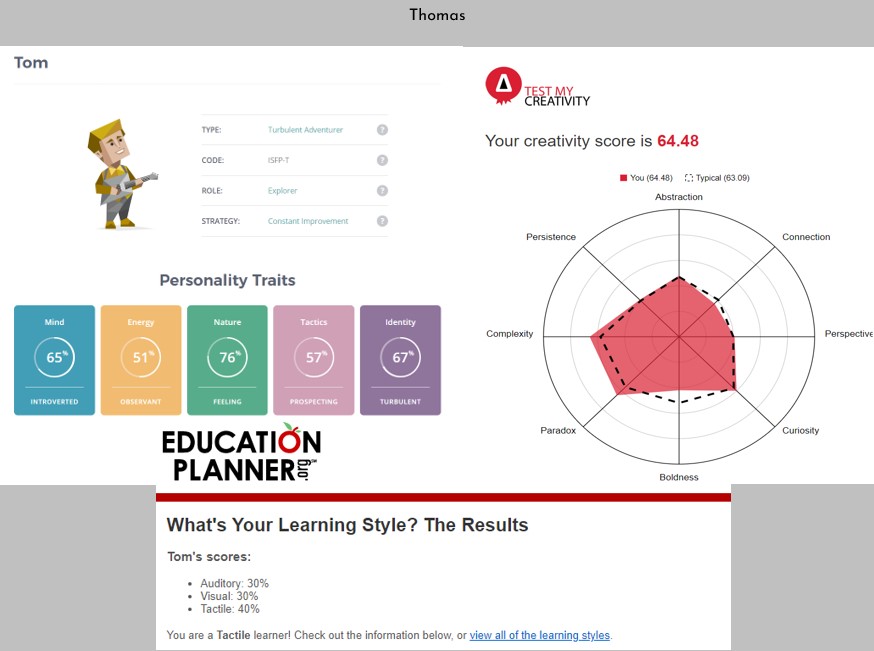 Thomas
Tom
TYPE: Turbulent Adventurer ?
CODE: ISFP-T ?
ROLE: Explorer ?
STRATEGY: Constant Improvement ?
Personality Traits
Mind Energy Nature Tactics Identity
65% 51% 76% 57% 67%
INTROVERTED OBSERVANT FEELING PROSPECTING TURBULENT
TEST MY
CREATIVITY
Your creativity score is 64.48
You (64.48) Typical (63.09)
Abstraction
Persistence Connection
Complexity Perspective
Paradox Curiosity
Boldness
EDUCATION
PLANNER.org™
What's Your Learning Style? The Results
Tom's scores:
• Auditory: 30%
• Visual: 30%
• Tactile: 40%
You are a Tactile learner! Check out the information below, or view all of the learning styles.